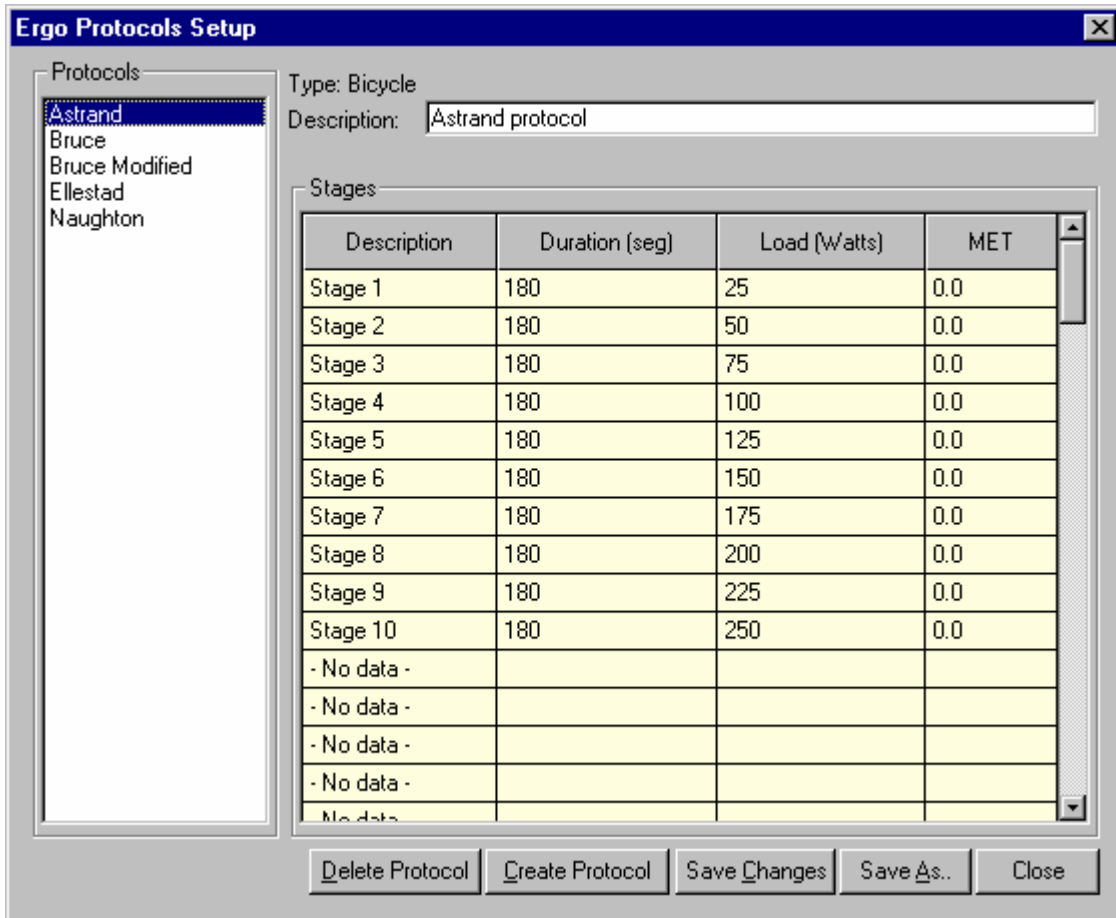 Ergo Protocols Setup
Protocols
Astrand
Bruce
Bruce Modified
Ellestad
Naughton
Type: Bicycle
Description: Astrand protocol
Stages
Description Duration (seg) Load (Watts) MET
Stage 1 180 25 0.0
Stage 2 180 50 0.0
Stage 3 180 75 0.0
Stage 4 180 100 0.0
Stage 5 180 125 0.0
Stage 6 180 150 0.0
Stage 7 180 175 0.0
Stage 8 180 200 0.0
Stage 9 180 225 0.0
Stage 10 180 250 0.0
- No data -
- No data -
- No data -
- No data -
- No data -
Delete Protocol Create Protocol Save Changes Save As.. Close